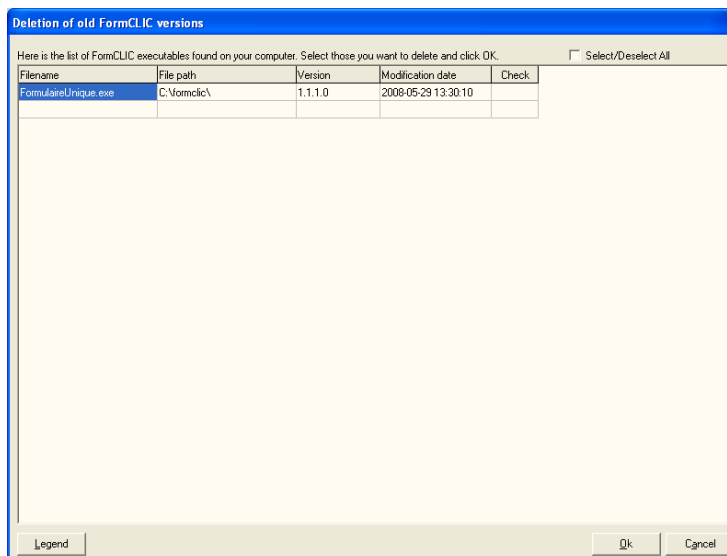 Deletion of old FormCLIC versions
Here is the list of FormCLIC executables found on your computer. Select those you want to delete and click OK. Select/Deselect All
Filename File path Version Modification date Check
FormulaireUnique.exe C:\formclic\ 1.1.1.0 2008-05-29 13:30:10
Legend Ok Cancel